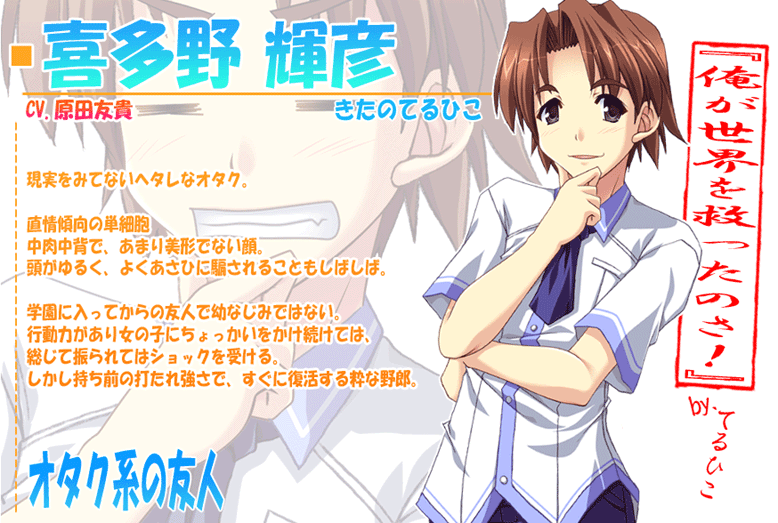 喜多野 輝彦
CV.原田友貴
きたのてるひこ
現実をみてないヘタレなオタク。
直情傾向の単細胞
中肉中背で、あまり美形でない顔。
頭がゆるく、よくあさひに騙されることもしばしば。
学園に入ってからの友人で幼なじみではない。
行動力があり女の子にちょっかいをかけ続けては、
総じて振られてはショックを受ける。
しかし持ち前の打たれ強さで、すぐに復活する粋な野郎。
オタク系の友人
『俺が世界を救ったのさ!』
by.てるひこ